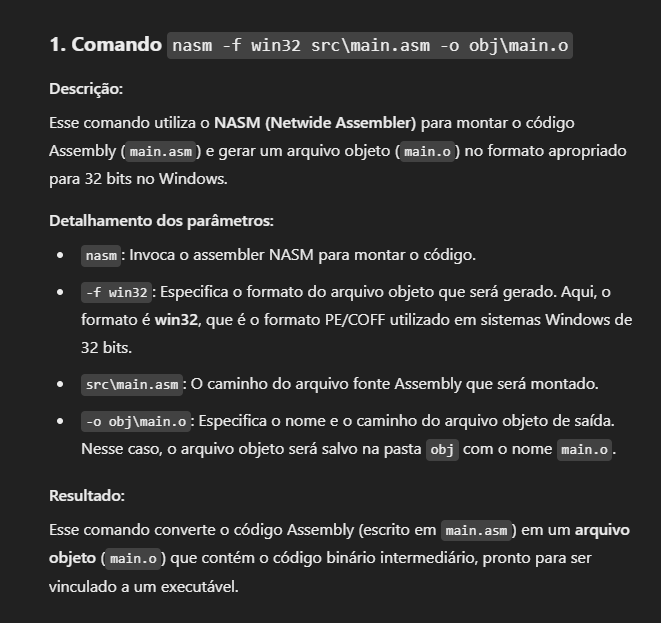 1. Comando nasm -f win32 src\main.asm -o obj\main.o
Descrição:
Esse comando utiliza o NASM (Netwide Assembler) para montar o código
Assembly (main.asm) e gerar um arquivo objeto (main.o) no formato apropriado
para 32 bits no Windows.
Detalhamento dos parâmetros:
• nasm: Invoca o assembler NASM para montar o código.
• -f win32: Especifica o formato do arquivo objeto que será gerado. Aqui, o
formato é win32, que é o formato PE/COFF utilizado em sistemas Windows de
32 bits.
• src\main.asm: O caminho do arquivo fonte Assembly que será montado.
• -o obj\main.o: Especifica o nome e o caminho do arquivo objeto de saída.
Nesse caso, o arquivo objeto será salvo na pasta obj com o nome main.o.
Resultado:
Esse comando converte o código Assembly (escrito em main.asm) em um arquivo
objeto (main.o) que contém o código binário intermediário, pronto para ser
vinculado a um executável.